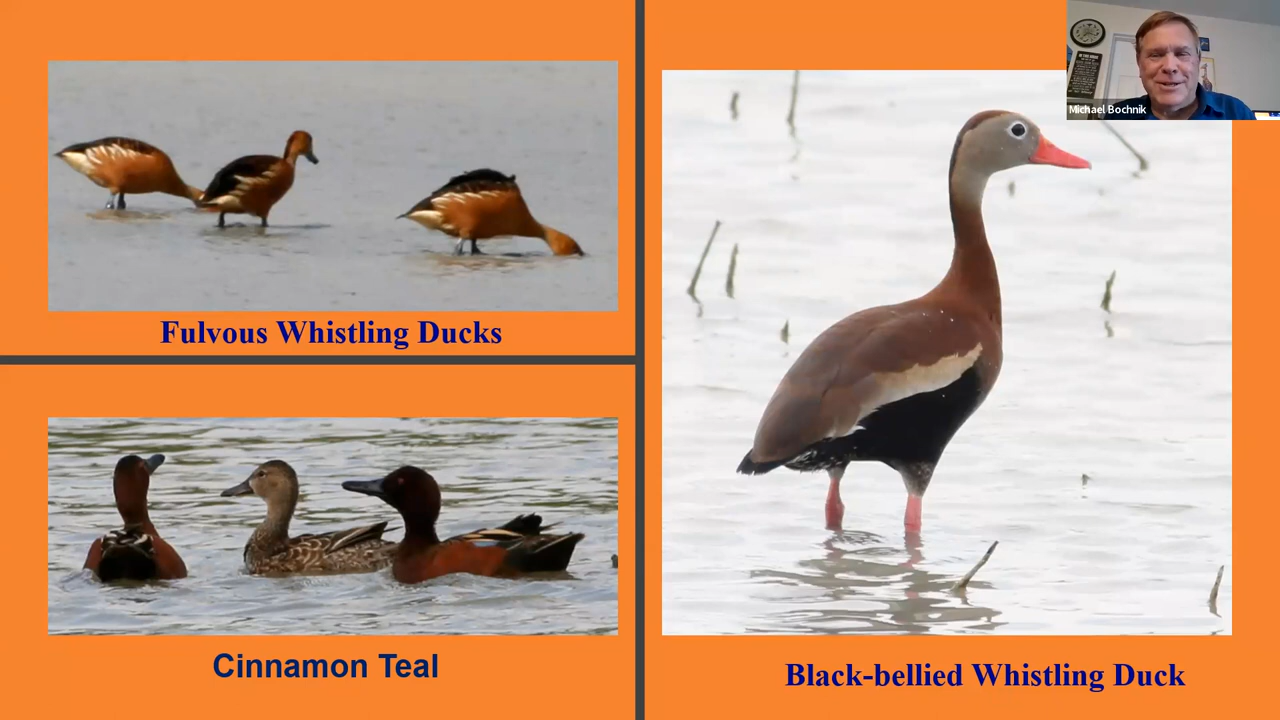 Michael Bochnik
Fulvous Whistling Ducks
Cinnamon Teal
Black-bellied Whistling Duck